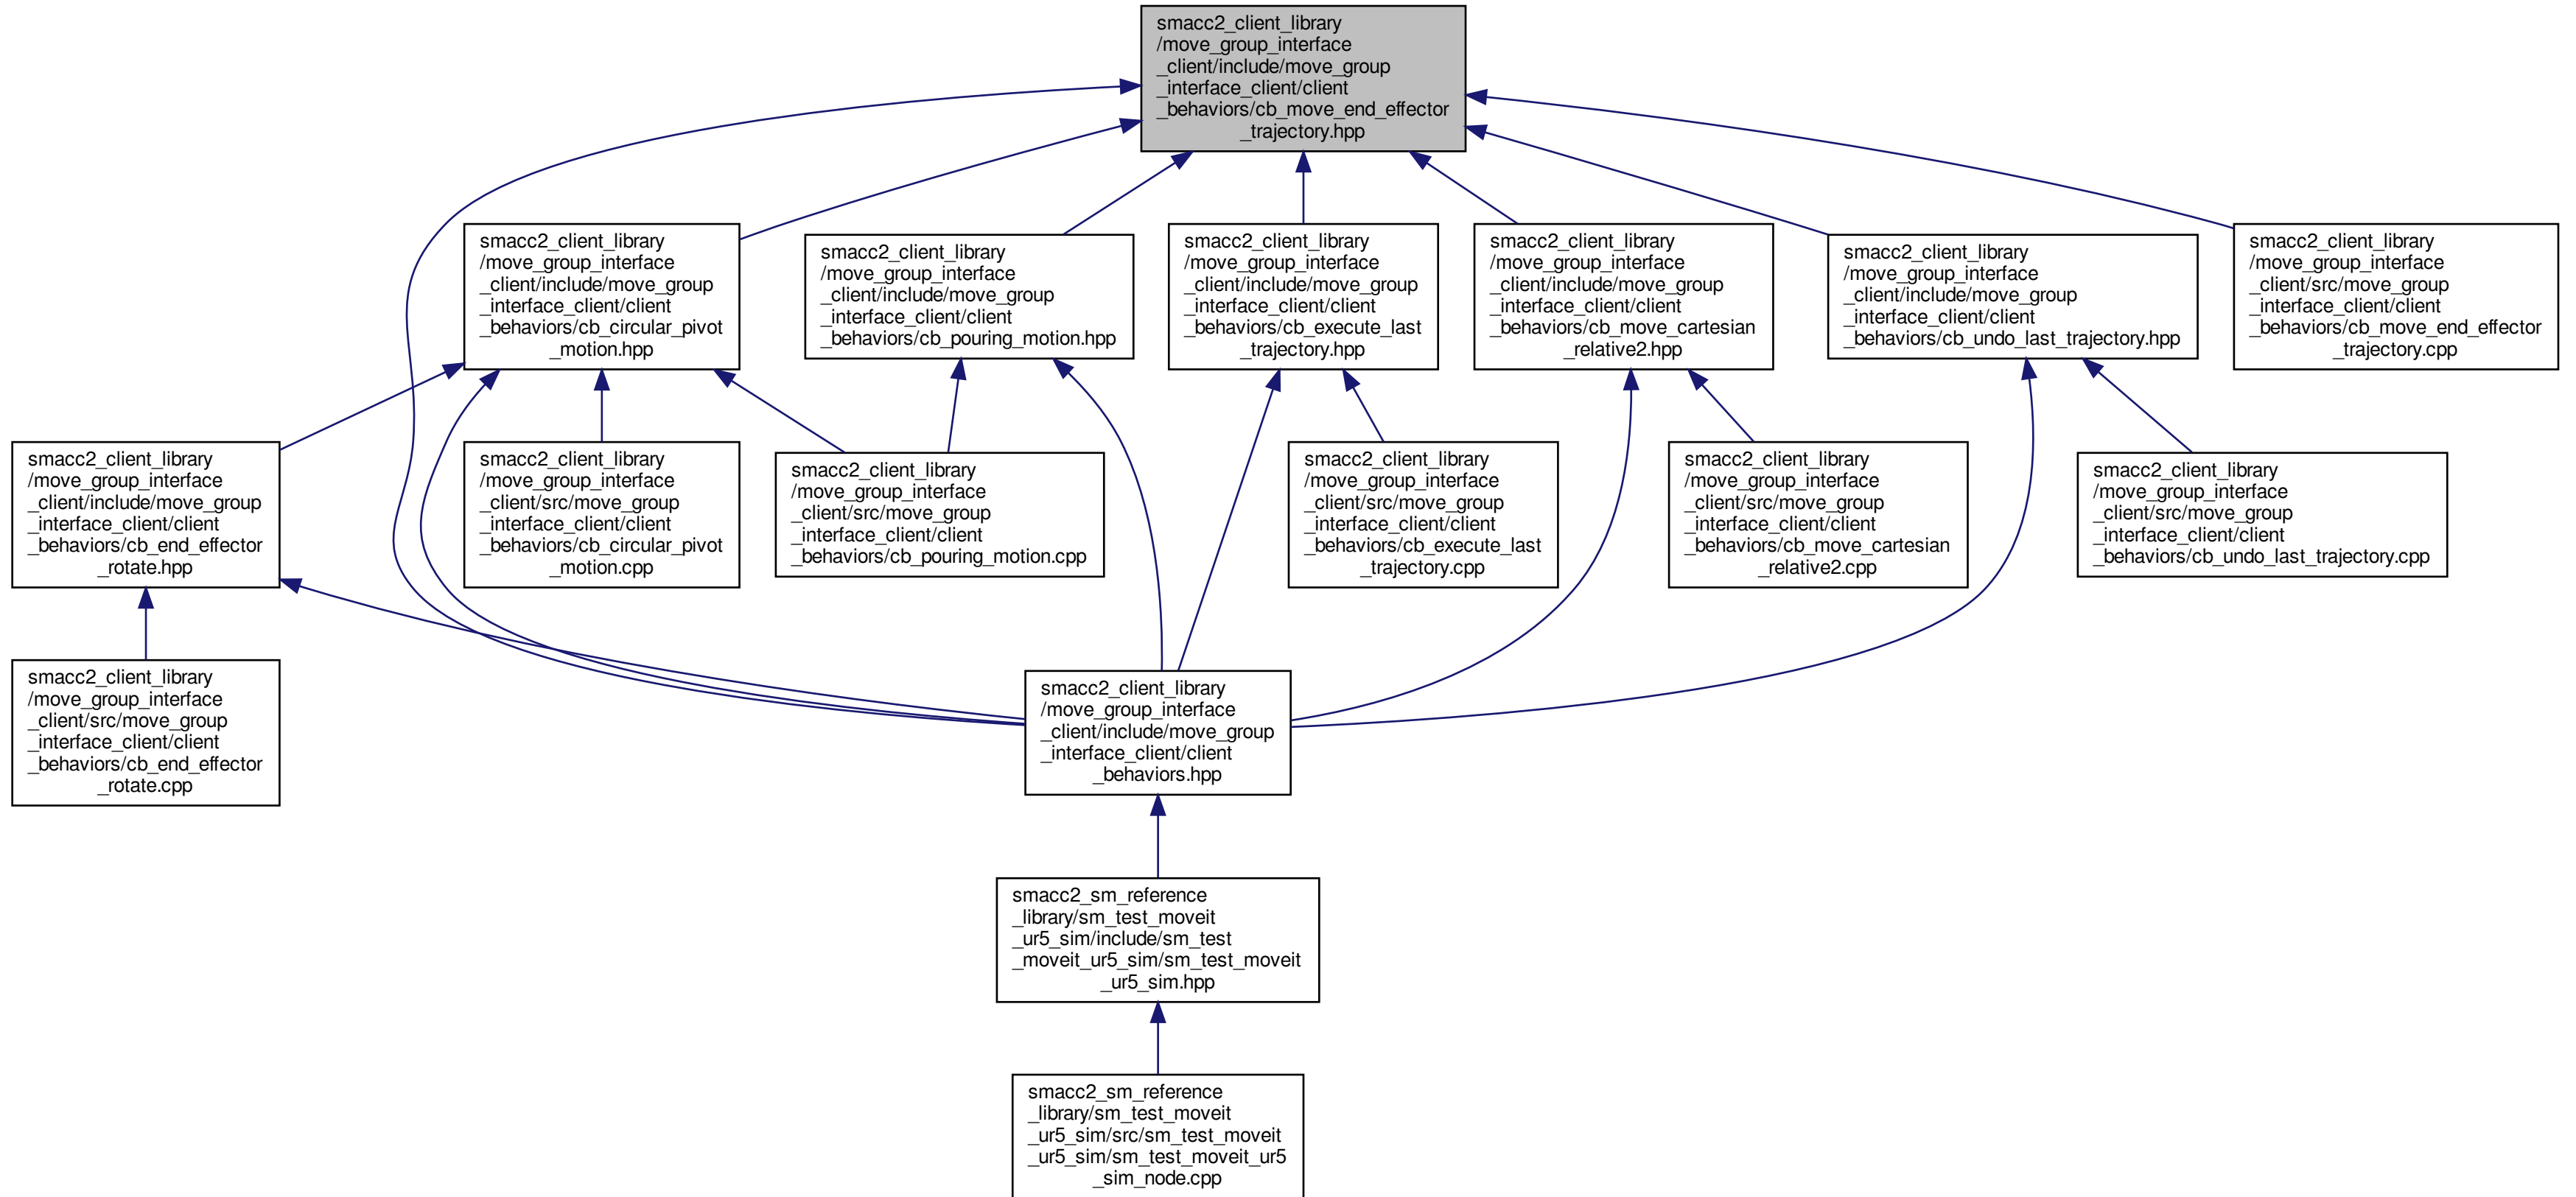 smacc2_client_library
/move_group_interface
_client/include/move_group
_interface_client/client
_behaviors/cb_move_end_effector
_trajectory.hpp
smacc2_client_library
/move_group_interface
_client/include/move_group
_interface_client/client
_behaviors/cb_circular_pivot
_motion.hpp
smacc2_client_library
/move_group_interface
_client/include/move_group
_interface_client/client
_behaviors/cb_pouring_motion.hpp
smacc2_client_library
/move_group_interface
_client/include/move_group
_interface_client/client
_behaviors/cb_execute_last
_trajectory.hpp
smacc2_client_library
/move_group_interface
_client/include/move_group
_interface_client/client
_behaviors/cb_move_cartesian
_relative2.hpp
smacc2_client_library
/move_group_interface
_client/include/move_group
_interface_client/client
_behaviors/cb_undo_last_trajectory.hpp
smacc2_client_library
/move_group_interface
_client/src/move_group
_interface_client/client
_behaviors/cb_move_end_effector
_trajectory.cpp
smacc2_client_library
/move_group_interface
_client/include/move_group
_interface_client/client
_behaviors/cb_end_effector
_rotate.hpp
smacc2_client_library
/move_group_interface
_client/src/move_group
_interface_client/client
_behaviors/cb_circular_pivot
_motion.cpp
smacc2_client_library
/move_group_interface
_client/src/move_group
_interface_client/client
_behaviors/cb_pouring_motion.cpp
smacc2_client_library
/move_group_interface
_client/src/move_group
_interface_client/client
_behaviors/cb_execute_last
_trajectory.cpp
smacc2_client_library
/move_group_interface
_client/src/move_group
_interface_client/client
_behaviors/cb_move_cartesian
_relative2.cpp
smacc2_client_library
/move_group_interface
_client/src/move_group
_interface_client/client
_behaviors/cb_undo_last_trajectory.cpp
smacc2_client_library
/move_group_interface
_client/src/move_group
_interface_client/client
_behaviors/cb_end_effector
_rotate.cpp
smacc2_client_library
/move_group_interface
_client/include/move_group
_interface_client/client
_behaviors.hpp
smacc2_sm_reference
_library/sm_test_moveit
_ur5_sim/include/sm_test
_moveit_ur5_sim/sm_test_moveit
_ur5_sim.hpp
smacc2_sm_reference
_library/sm_test_moveit
_ur5_sim/src/sm_test_moveit
_ur5_sim/sm_test_moveit_ur5
_sim_node.cpp